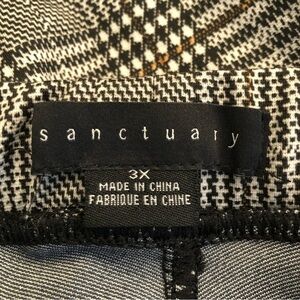 sanctuary
3X
MADE IN CHINA
FABRIQUE EN CHINE